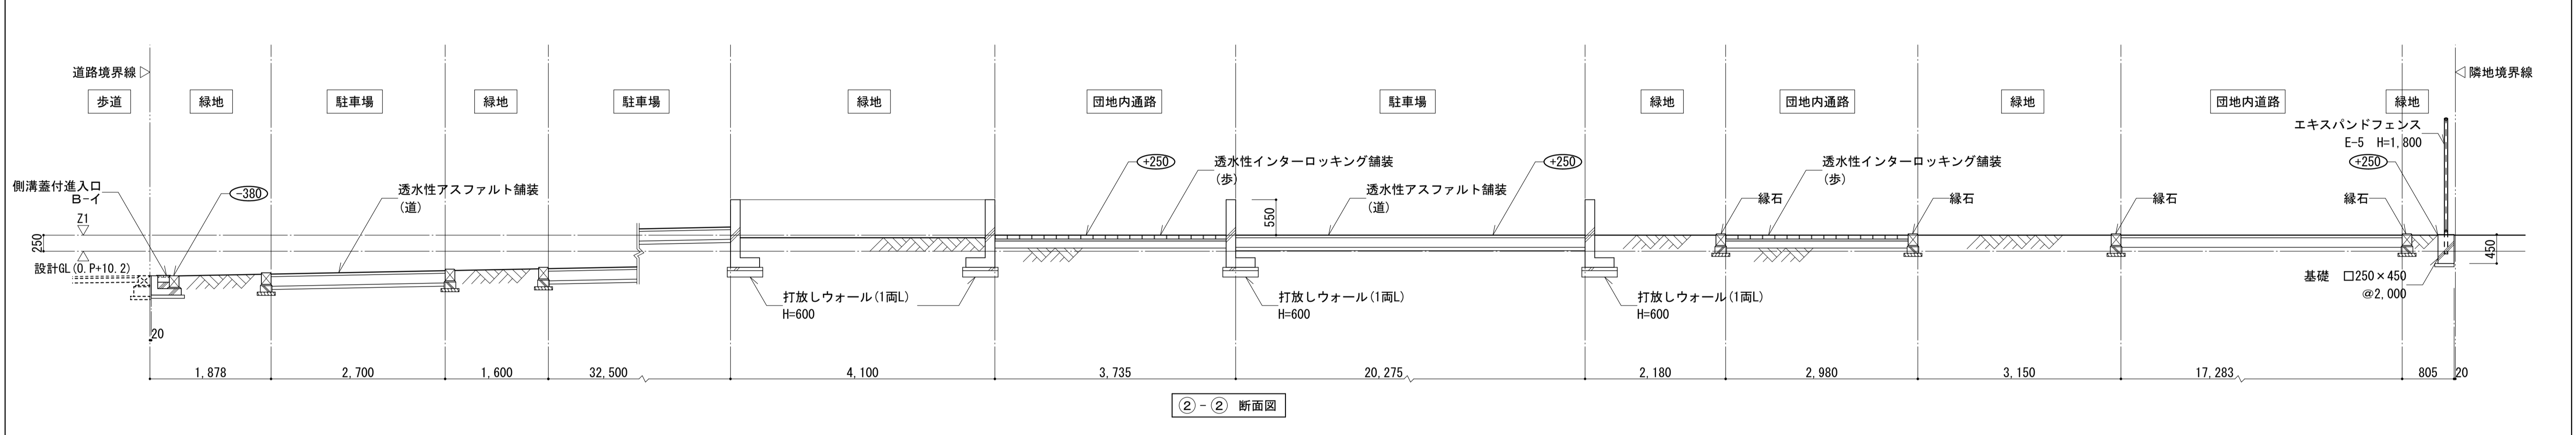 道路境界線
隣地境界線
歩道
緑地
駐車場
緑地
駐車場
緑地
団地内通路
駐車場
緑地
団地内通路
緑地
団地内道路
緑地
エキスパンドフェンス
E-5 H=1,800
+250
透水性インターロッキング舗装
(歩)
+250
透水性インターロッキング舗装
(歩)
+250
側溝蓋付進入口
B-イ
-380
透水性アスファルト舗装
(道)
透水性アスファルト舗装
(道)
縁石
縁石
縁石
縁石
Z1
250
設計GL(0.P+10.2)
550
450
基礎 □250×450
@2,000
打放しウォール(1両L)
H=600
打放しウォール(1両L)
H=600
打放しウォール(1両L)
H=600
20
1,878
2,700
1,600
32,500
4,100
3,735
20,275
2,180
2,980
3,150
17,283
805
20
②-② 断面図